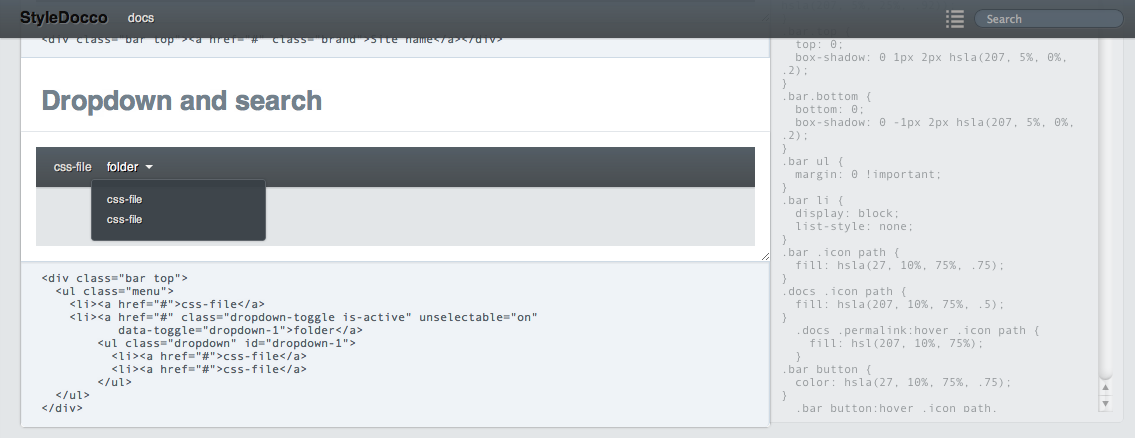 StyleDocco docs Search
<div class="bar top"><a href="#" class="brand">Site name</a></div>
Dropdown and search
css-file folder
css-file
css-file
<div class="bar top">
  <ul class="menu">
    <li><a href="#">css-file</a>
    <li><a href="#" class="dropdown-toggle is-active" unselectable="on"
           data-toggle="dropdown-1">folder</a>
        <ul class="dropdown" id="dropdown-1">
          <li><a href="#">css-file</a>
          <li><a href="#">css-file</a>
        </ul>
  </ul>
</div>
  top: 0;
  box-shadow: 0 1px 2px hsla(207, 5%, 0%,
.2);
}
.bar.bottom {
  bottom: 0;
  box-shadow: 0 -1px 2px hsla(207, 5%, 0%,
.2);
}
.bar ul {
  margin: 0 !important;
}
.bar li {
  display: block;
  list-style: none;
}
.bar .icon path {
  fill: hsla(27, 10%, 75%, .75);
}
.docs .icon path {
  fill: hsla(207, 10%, 75%, .5);
}
  .docs .permalink:hover .icon path {
    fill: hsl(207, 10%, 75%);
  }
.bar button {
  color: hsla(27, 10%, 75%, .75);
}
  .bar button:hover .icon path,